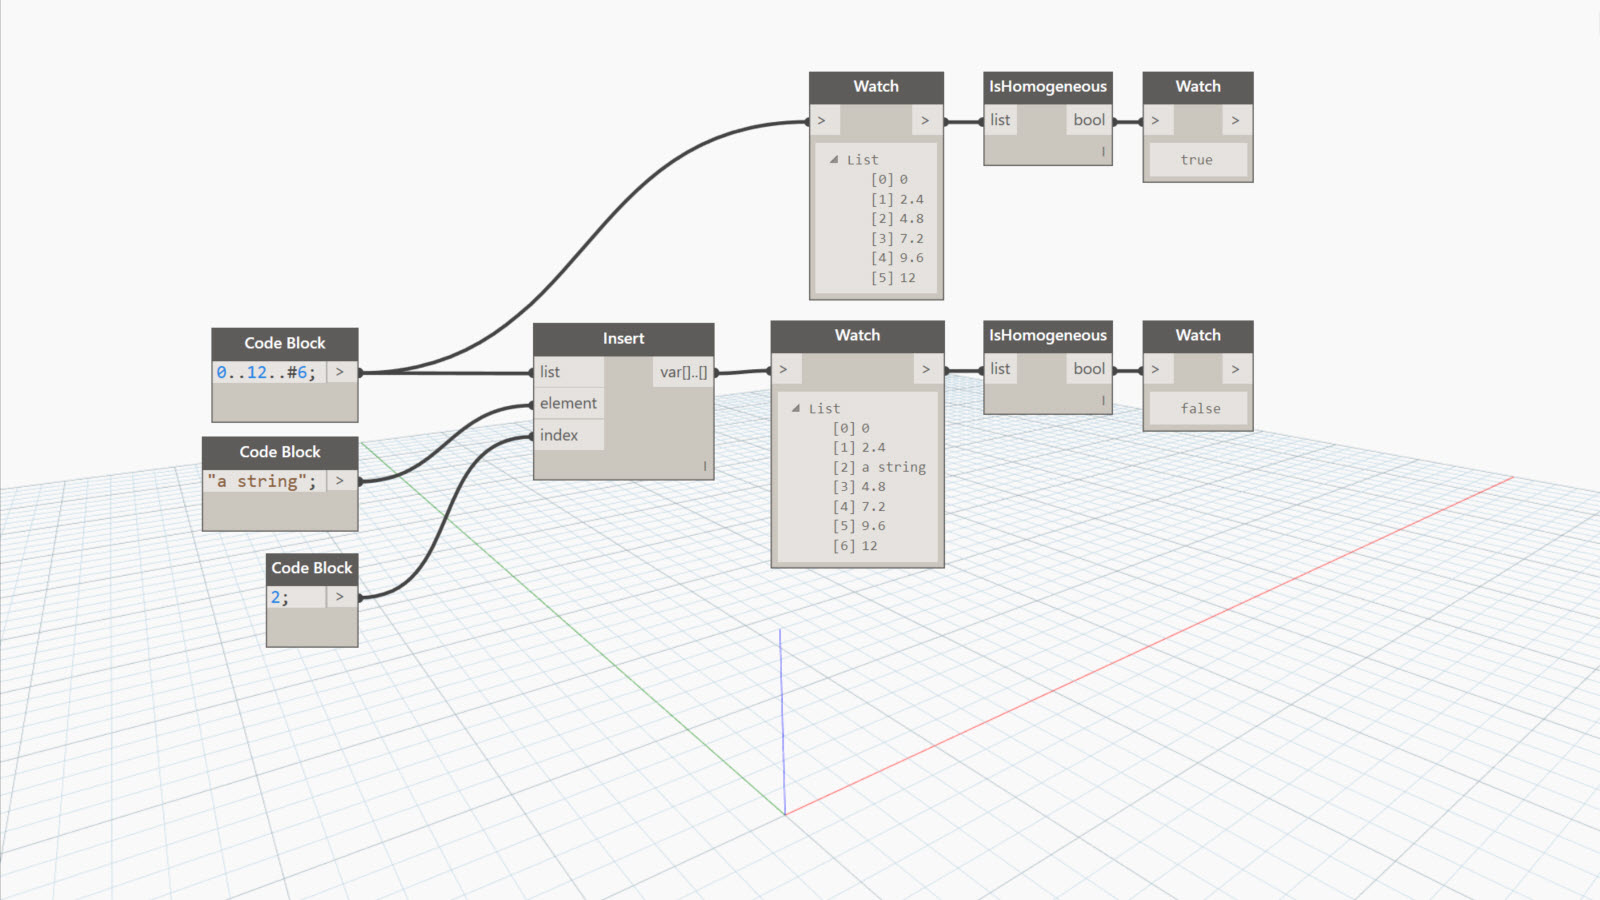 Watch
> >
List
[0] 0
[1] 2.4
[2] 4.8
[3] 7.2
[4] 9.6
[5] 12
IsHomogeneous
list bool
l
Watch
> >
true
Code Block
0..12..#6; >
Code Block
"a string"; >
Code Block
2; >
Insert
list var[]..[]
element
index
l
Watch
> >
List
[0] 0
[1] 2.4
[2] a string
[3] 4.8
[4] 7.2
[5] 9.6
[6] 12
IsHomogeneous
list bool
l
Watch
> >
false